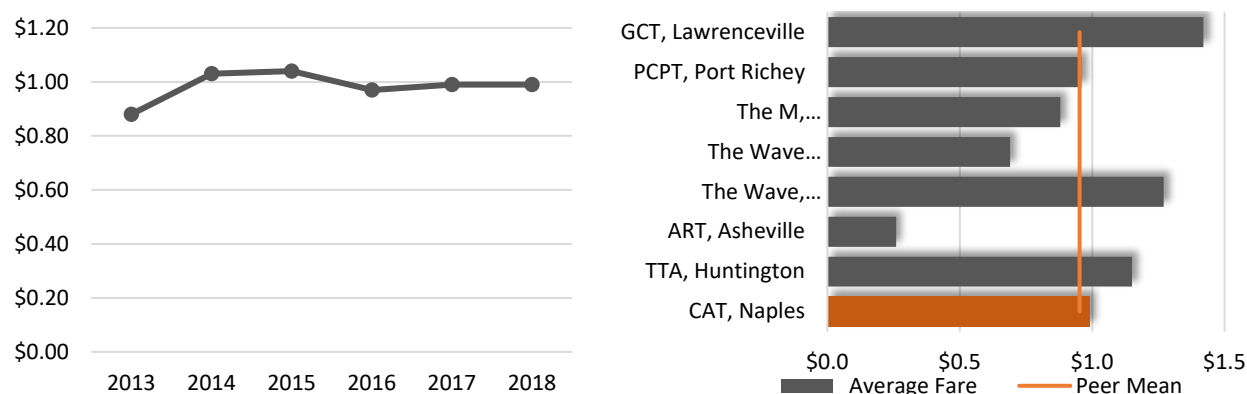 $1.20
$1.00
$0.80
$0.60
$0.40
$0.20
$0.00
2013 2014 2015 2016 2017 2018
GCT, Lawrenceville
PCPT, Port Richey
The M,...
The Wave...
The Wave,...
ART, Asheville
TTA, Huntington
CAT, Naples
$0.0 $0.5 $1.0 $1.5
Average Fare Peer Mean